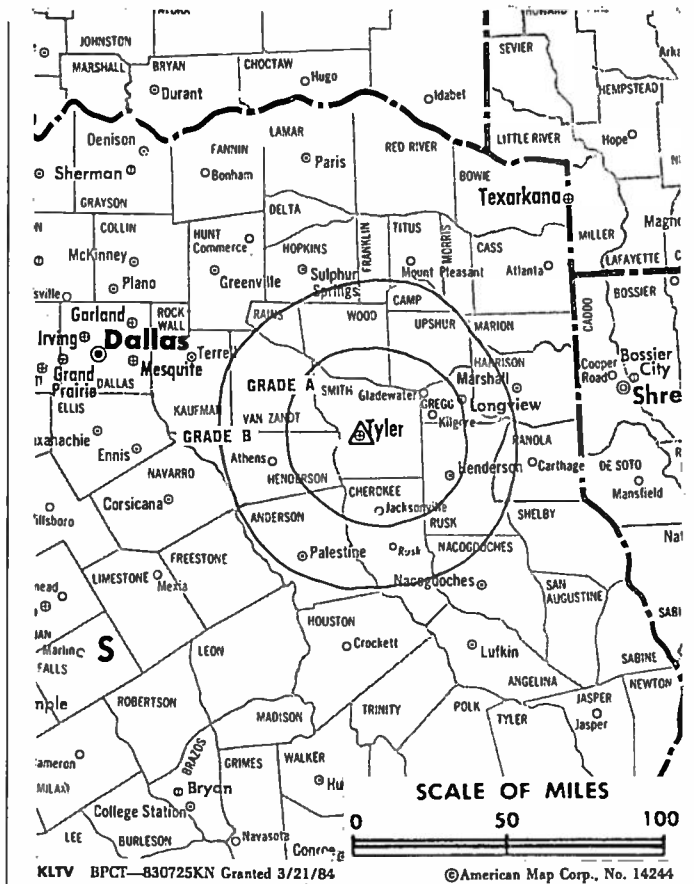 HOWARD
JOHNSTON
SEVIER
MARSHALL
BRYAN
CHOCTAW
Hugo
Durant
Idabel
HEMPSTEAD
Denison
LAMAR
LITTLE RIVER
Hope
FANNIN
Paris
RED RIVER
Sherman
Bonham
BOWIE
GRAYSON
Texarkana
DELTA
COLLIN
HUNT
Commerce
HOPKINS
FRANKLIN
TITUS
MORRIS
CASS
MILLER
McKinney
Greenville
Sulphur
Springs
Mount Pleasant
Atlanta
LAFAYETTE
Plano
BOSSIER
CAMP
Garland
ROCK
WALL
RAINS
WOOD
UPSHUR
MARION
CADDO
Irving
Dallas
Terrell
HARRISON
Bossier
City
Cooper
Road
Grand
Prairie
DALLAS
Mesquite
GRADE A
SMITH
Gladewater
Marshall
Shre
ELLIS
KAUFMAN
VAN ZANDT
GREGG
Longview
Kilgore
Tyler
GRADE B
Ennis
Athens
PANOLA
Carthage
DE SOTO
NAVARRO
HENDERSON
Henderson
Mansfield
Corsicana
CHEROKEE
Jacksonville
ANDERSON
RUSK
SHELBY
Palestine
Rusk
NACOGDOCHES
FREESTONE
LIMESTONE
Mexia
Nacogdoches
SAN
AUGUSTINE
HOUSTON
S
LEON
Crockett
Lufkin
FALLS
SABINE
ANGELINA
NEWTON
ROBERTSON
MADISON
TRINITY
POLK
TYLER
JASPER
Jasper
BRAZOS
GRIMES
WALKER
Bryan
College Station
LEE
BURLESON
Navasota
Conroe
SCALE OF MILES
0 50 100
KLTV BPCT—830725KN Granted 3/21/84 ©American Map Corp., No. 14244